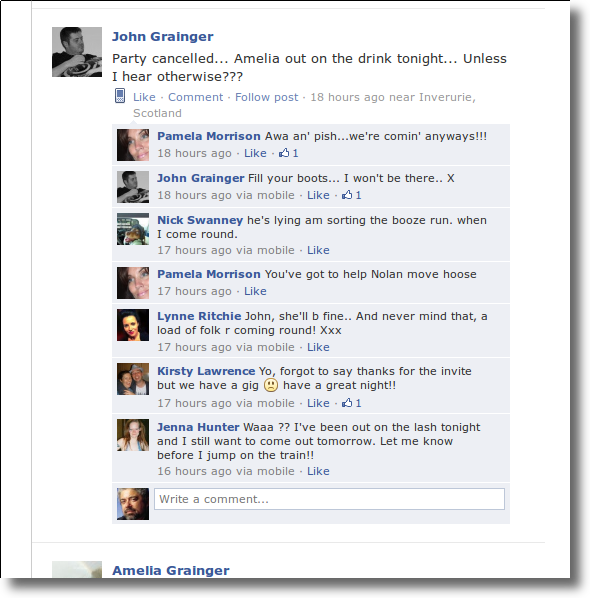 John Grainger
Party cancelled... Amelia out on the drink tonight... Unless
I hear otherwise???
Like · Comment · Follow post · 18 hours ago near Inverurie,
Scotland
Pamela Morrison Awa an' pish...we're comin' anyways!!!
18 hours ago · Like · 1
John Grainger Fill your boots... I won't be there.. X
18 hours ago via mobile · Like · 1
Nick Swanney he's lying am sorting the booze run. when
I come round.
17 hours ago via mobile · Like
Pamela Morrison You've got to help Nolan move hoose
17 hours ago · Like
Lynne Ritchie John, she'll b fine.. And never mind that, a
load of folk r coming round! Xxx
17 hours ago via mobile · Like
Kirsty Lawrence Yo, forgot to say thanks for the invite
but we have a gig have a great night!!
17 hours ago via mobile · Like · 1
Jenna Hunter Waaa ?? I've been out on the lash tonight
and I still want to come out tomorrow. Let me know
before I jump on the train!!
16 hours ago via mobile · Like
Write a comment...
Amelia Grainger